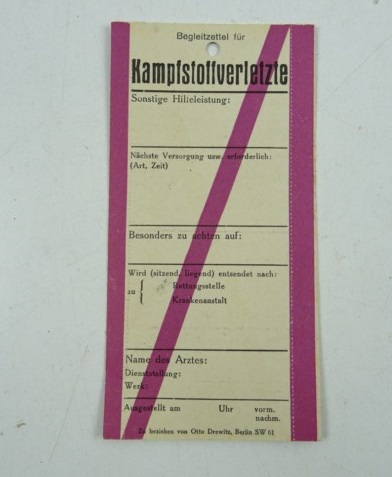 Begleitzettel für
Kampfstoffverletzte
Sonstige Hilfeleistung:
Nächste Versorgung usw. erforderlich:
(Art, Zeit)
Besonders zu achten auf:
Wird (sitzend, liegend) entsendet nach:
zu { Rettungsstelle
Krankenanstalt
Name des Arztes:
Dienststellung:
Werk:
Ausgestellt am Uhr vorm.
nachm.
Zu beziehen von Otto Drewitz, Berlin SW 61